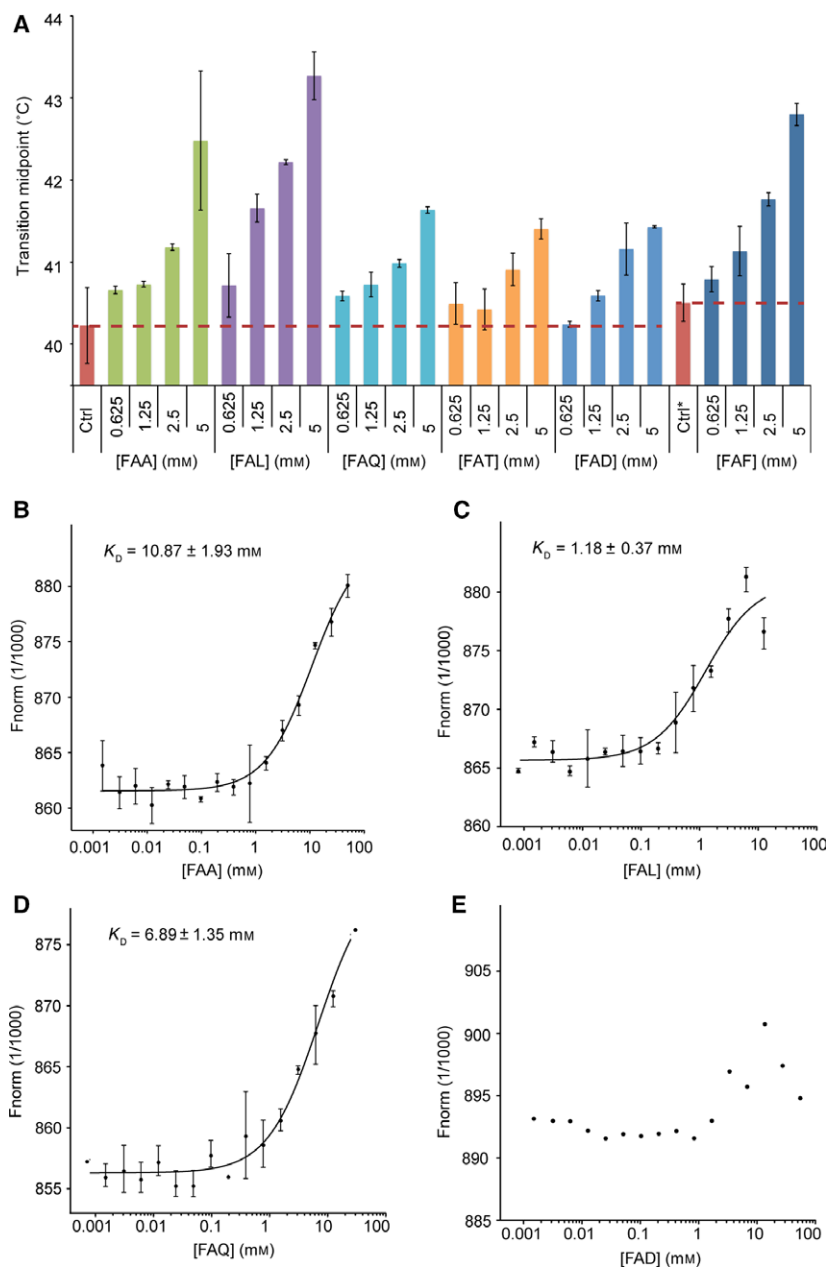 A
Transition midpoint (°C)
44
43
42
41
40
Ctrl 0.625 1.25 2.5 5 0.625 1.25 2.5 5 0.625 1.25 2.5 5 0.625 1.25 2.5 5 0.625 1.25 2.5 5 Ctrl* 0.625 1.25 2.5 5
[FAA] (mM) [FAL] (mM) [FAQ] (mM) [FAT] (mM) [FAD] (mM) [FAF] (mM)
B
K_D = 10.87 ± 1.93 mM
Fnorm (1/1000)
880
875
870
865
860
0.001 0.01 0.1 1 10 100
[FAA] (mM)
C
K_D = 1.18 ± 0.37 mM
Fnorm (1/1000)
880
875
870
865
860
0.001 0.01 0.1 1 10 100
[FAL] (mM)
D
K_D = 6.89 ± 1.35 mM
Fnorm (1/1000)
875
870
865
860
855
0.001 0.01 0.1 1 10 100
[FAQ] (mM)
E
Fnorm (1/1000)
905
900
895
890
885
0.001 0.01 0.1 1 10 100
[FAD] (mM)